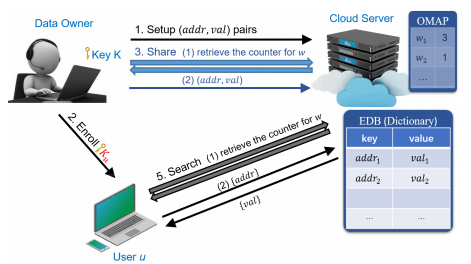 Data Owner
Key K
1. Setup (addr, val) pairs
3. Share (1) retrieve the counter for w
(2) (addr, val)
Cloud Server
OMAP
w₁ 3
w₂ 1
...
2. Enroll Kᵤ
5. Search (1) retrieve the counter for w
(2) {addr}
{val}
User u
EDB (Dictionary)
key value
addr₁ val₁
addr₂ val₂
... ...